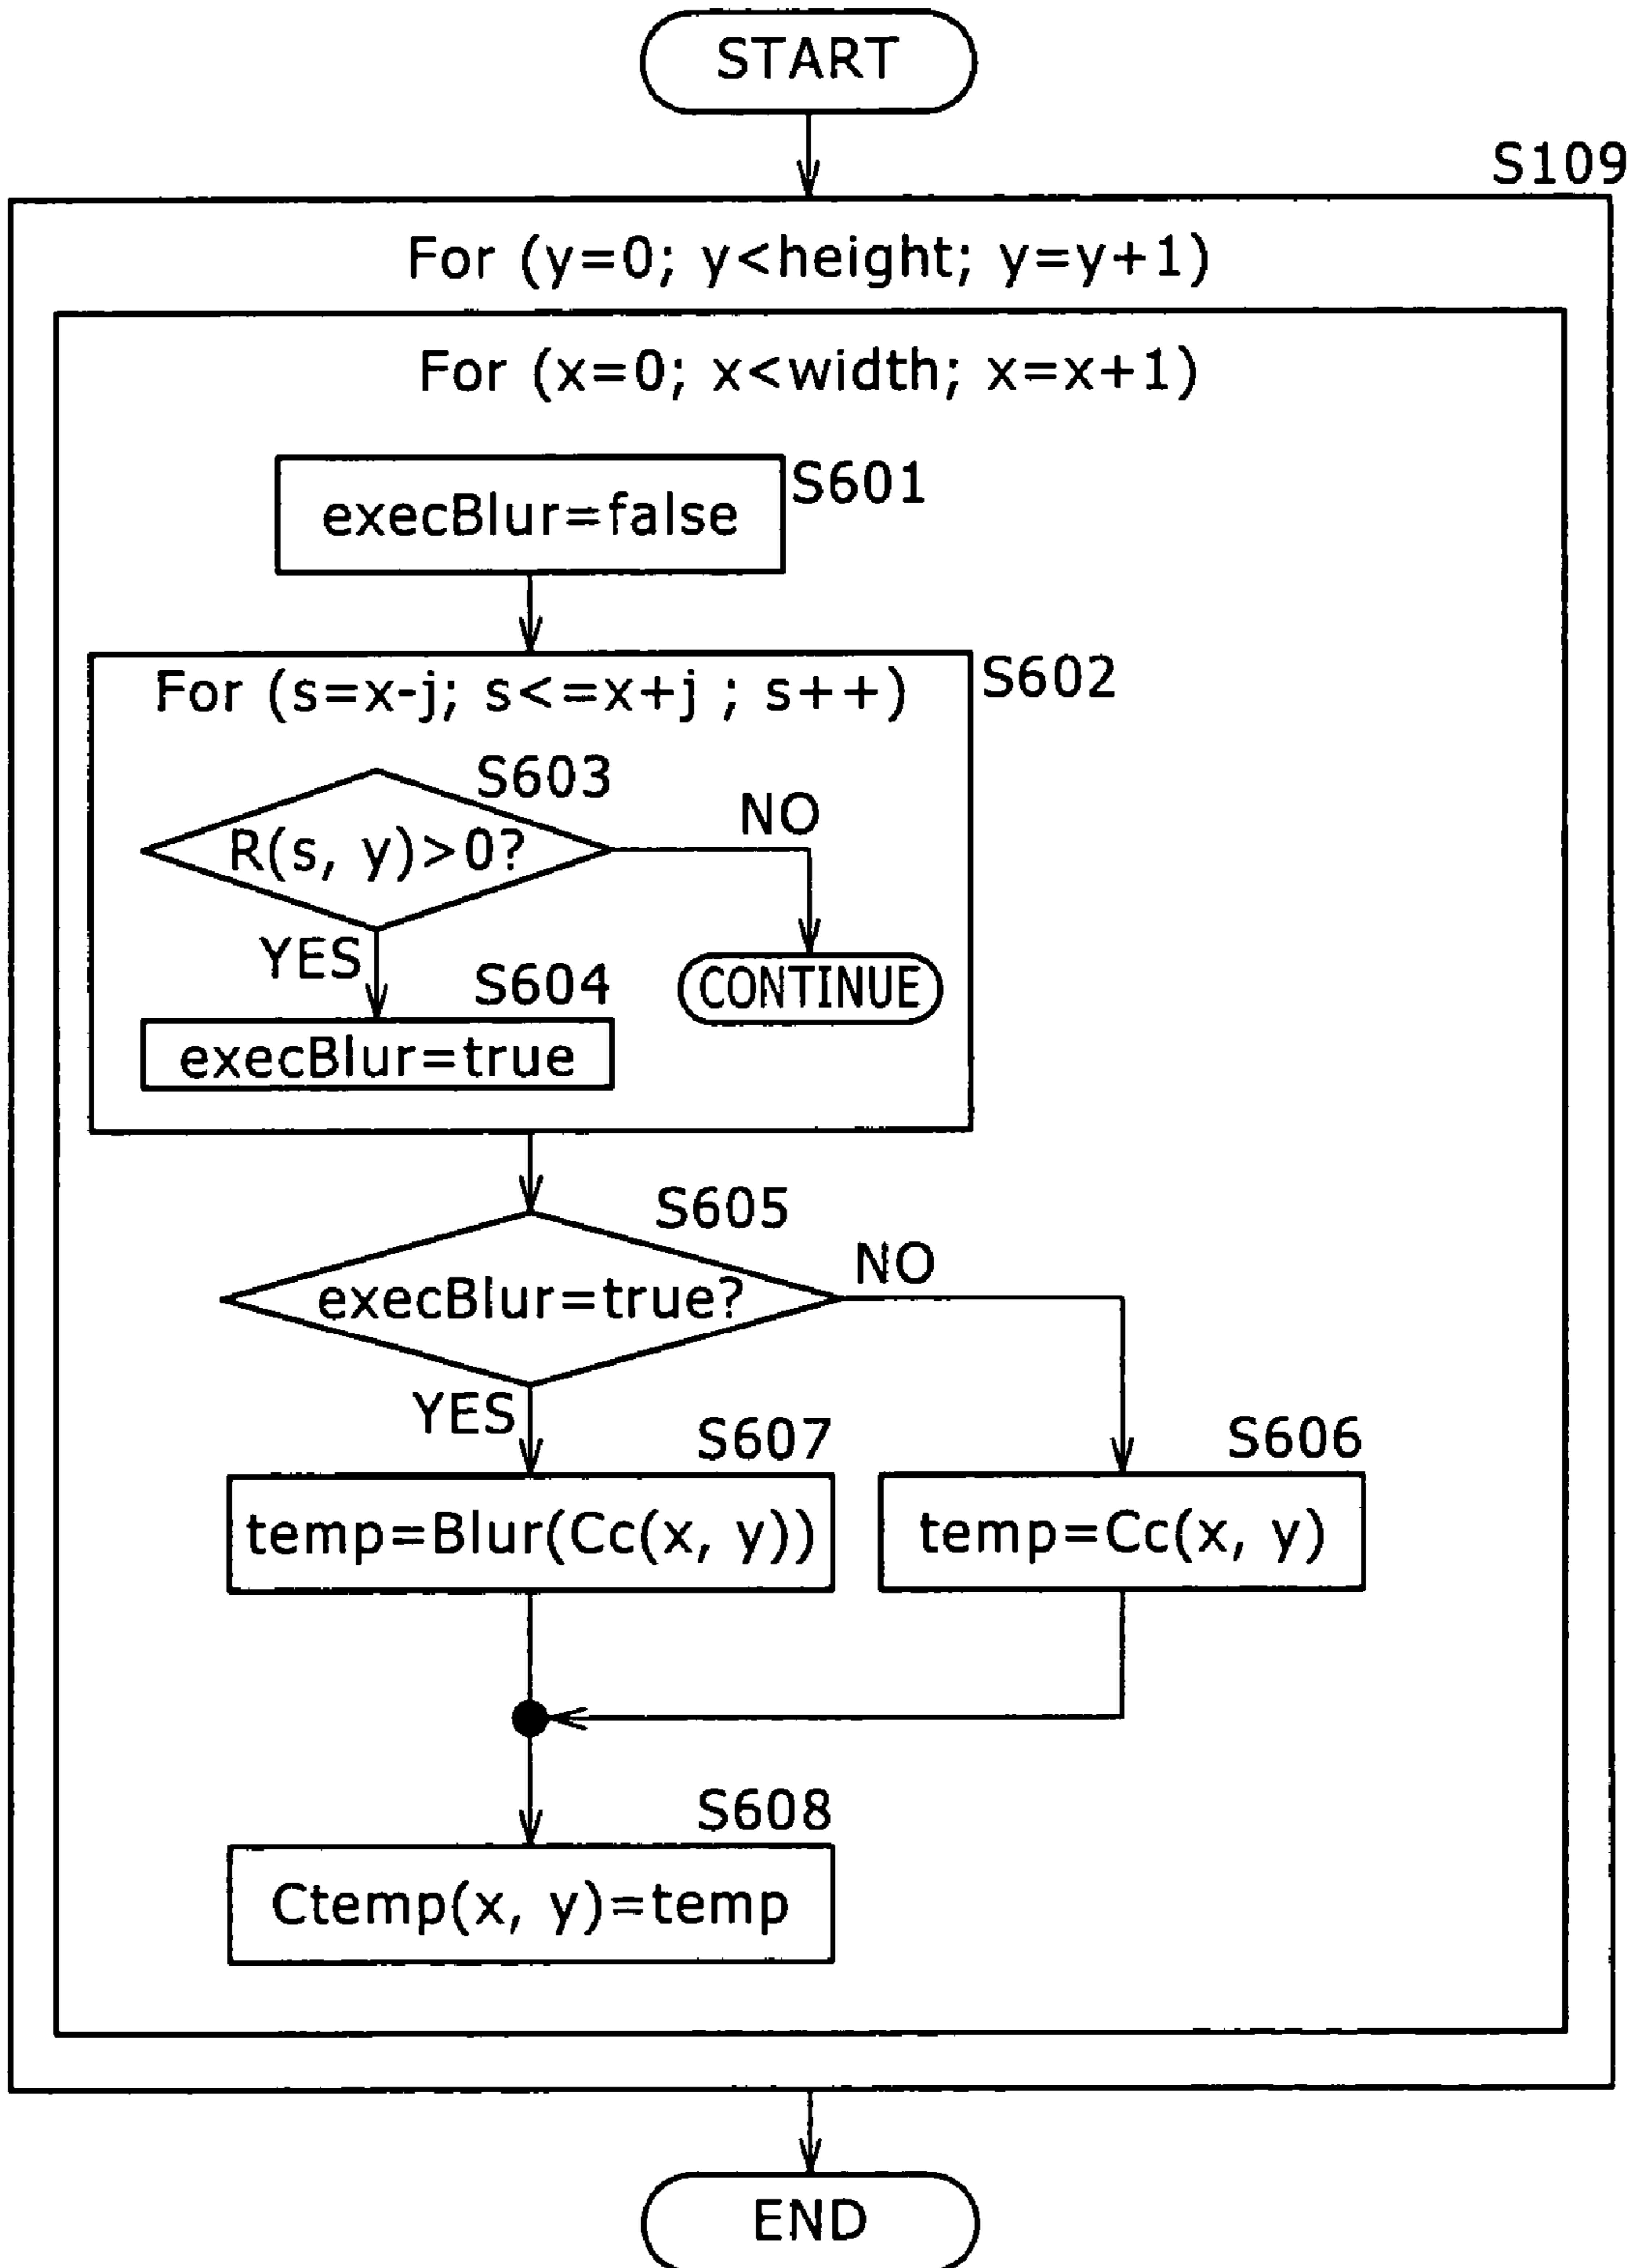 START
S109
For (y=0; y<height; y=y+1)
For (x=0; x<width; x=x+1)
execBlur=false
S601
For (s=x-j; s<=x+j ; s++)
S602
S603
R(s, y)>0?
NO
YES
CONTINUE
S604
execBlur=true
S605
execBlur=true?
NO
YES
S607
S606
temp=Blur(Cc(x, y))
temp=Cc(x, y)
S608
Ctemp(x, y)=temp
END